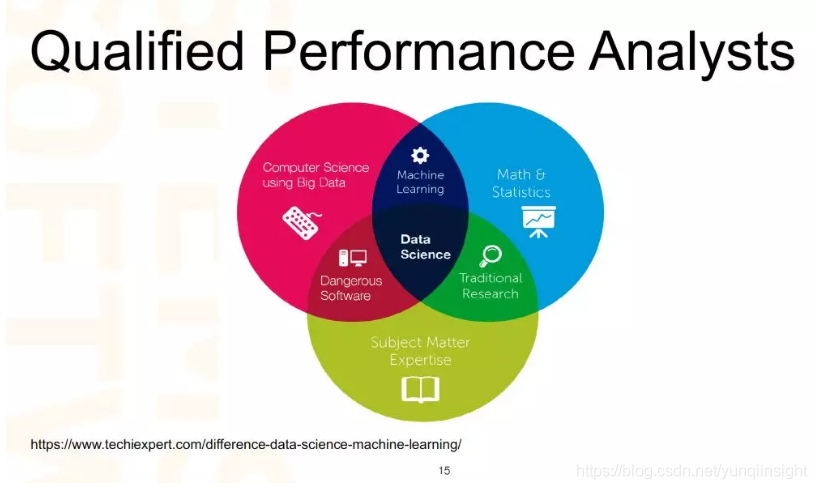 Qualified Performance Analysts
Computer Science
using Big Data
Machine
Learning
Math &
Statistics
Data
Science
Dangerous
Software
Traditional
Research
Subject Matter
Expertise
https://www.techiexpert.com/difference-data-science-machine-learning/
15
https://blog.csdn.net/yunqiinsight